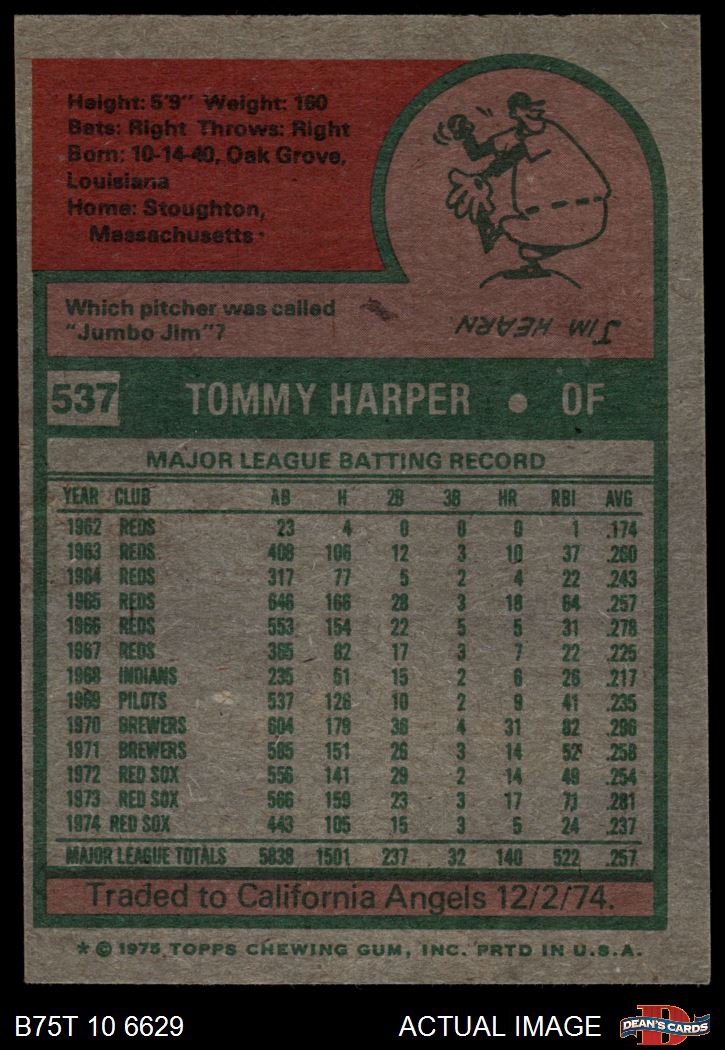 Height: 5'9" Weight: 160
Bats: Right Throws: Right
Born: 10-14-40, Oak Grove,
Louisiana
Home: Stoughton,
Massachusetts
Which pitcher was called
"Jumbo Jim"?
JIM HEARN
537 TOMMY HARPER • OF
MAJOR LEAGUE BATTING RECORD
YEAR CLUB AB H 2B 3B HR RBI AVG
1962 REDS 23 4 0 0 0 1 .174
1963 REDS 408 106 12 3 10 37 .260
1964 REDS 317 77 5 2 4 22 .243
1965 REDS 646 166 28 3 18 64 .257
1966 REDS 553 154 22 5 5 31 .278
1967 REDS 365 82 17 3 7 22 .225
1968 INDIANS 235 51 15 2 6 26 .217
1969 PILOTS 537 126 10 2 9 41 .235
1970 BREWERS 604 179 36 4 31 82 .296
1971 BREWERS 585 151 26 3 14 52 .258
1972 RED SOX 556 141 29 2 14 49 .254
1973 RED SOX 566 159 23 3 17 71 .281
1974 RED SOX 443 105 15 3 5 24 .237
MAJOR LEAGUE TOTALS 5838 1501 237 32 140 522 .257
Traded to California Angels 12/2/74.
* © 1975 TOPPS CHEWING GUM, INC. PRTD IN U.S.A.
B75T 10 6629 ACTUAL IMAGE DEAN'S CARDS